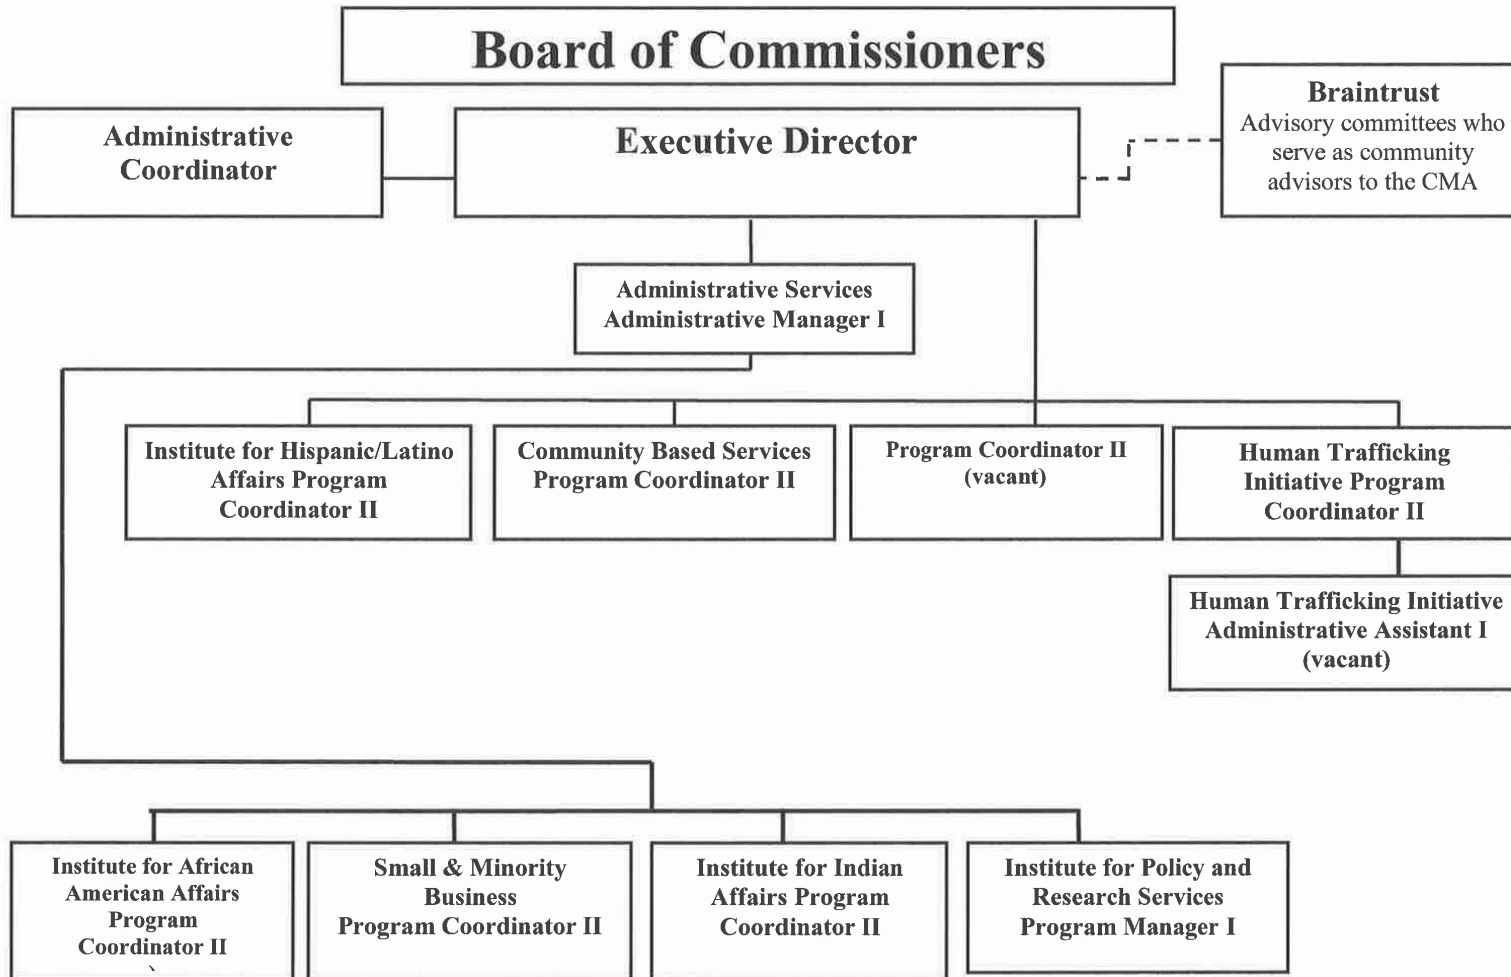 Board of Commissioners
Administrative
Coordinator
Executive Director
Braintrust
Advisory committees who
serve as community
advisors to the CMA
Administrative Services
Administrative Manager I
Institute for Hispanic/Latino
Affairs Program
Coordinator II
Community Based Services
Program Coordinator II
Program Coordinator II
(vacant)
Human Trafficking
Initiative Program
Coordinator II
Human Trafficking Initiative
Administrative Assistant I
(vacant)
Institute for African
American Affairs
Program
Coordinator II
Small & Minority
Business
Program Coordinator II
Institute for Indian
Affairs Program
Coordinator II
Institute for Policy and
Research Services
Program Manager I